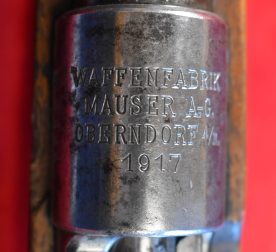 WAFFENFABRIK
MAUSER A-G.
OBERNDORF A/N.
1917